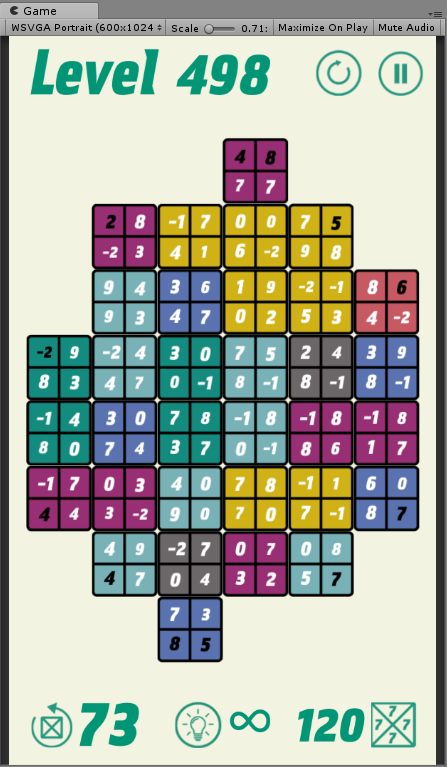 Game
WSVGA Portrait (600x1024 Scale 0.71: Maximize On Play Mute Audio
Level 498
4 8
7 7
2 8 -1 7 0 0 7 5
-2 3 4 1 6 -2 9 8
9 4 3 6 1 9 -2 -1 8 6
9 3 4 7 0 2 5 3 4 -2
-2 9 -2 4 3 0 7 5 2 4 3 9
8 3 4 7 0 -1 8 -1 8 -1 8 -1
-1 4 3 0 7 8 -1 8 -1 8 -1 8
8 0 7 4 3 7 0 -1 8 6 1 7
-1 7 0 3 4 0 7 8 -1 1 6 0
4 4 3 -2 9 0 7 0 7 -1 8 7
4 9 -2 7 0 7 0 8
4 7 0 4 3 2 5 7
7 3
8 5
73 ∞ 120 7 7 7 7